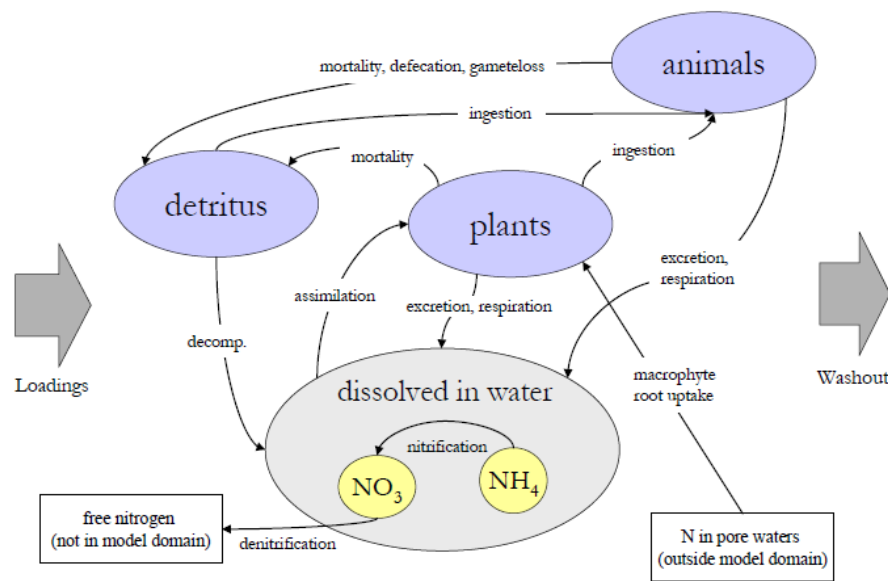 animals
mortality, defecation, gameteloss
ingestion
mortality
ingestion
detritus
plants
excretion,
respiration
assimilation
excretion, respiration
decomp.
Loadings
Washout
dissolved in water
macrophyte
root uptake
nitrification
NO3
NH4
free nitrogen
(not in model domain)
denitrification
N in pore waters
(outside model domain)